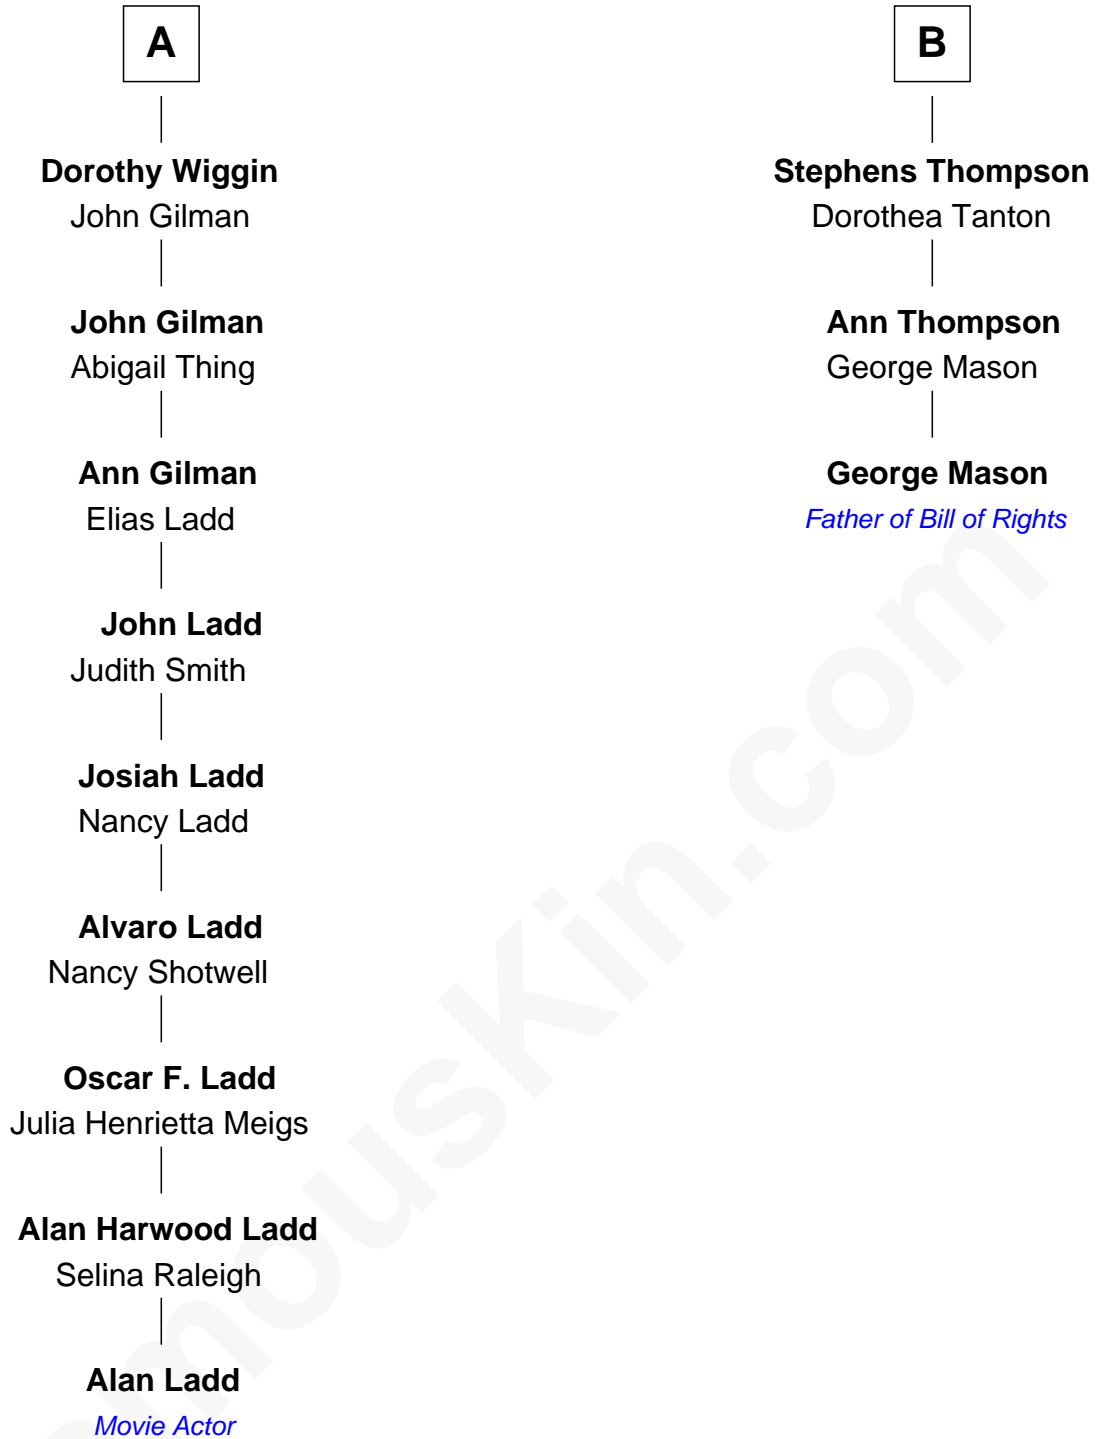 A
Dorothy Wiggin
John Gilman
John Gilman
Abigail Thing
Ann Gilman
Elias Ladd
John Ladd
Judith Smith
Josiah Ladd
Nancy Ladd
Alvaro Ladd
Nancy Shotwell
Oscar F. Ladd
Julia Henrietta Meigs
Alan Harwood Ladd
Selina Raleigh
Alan Ladd
Movie Actor
B
Stephens Thompson
Dorothea Tanton
Ann Thompson
George Mason
George Mason
Father of Bill of Rights
mouskin.com